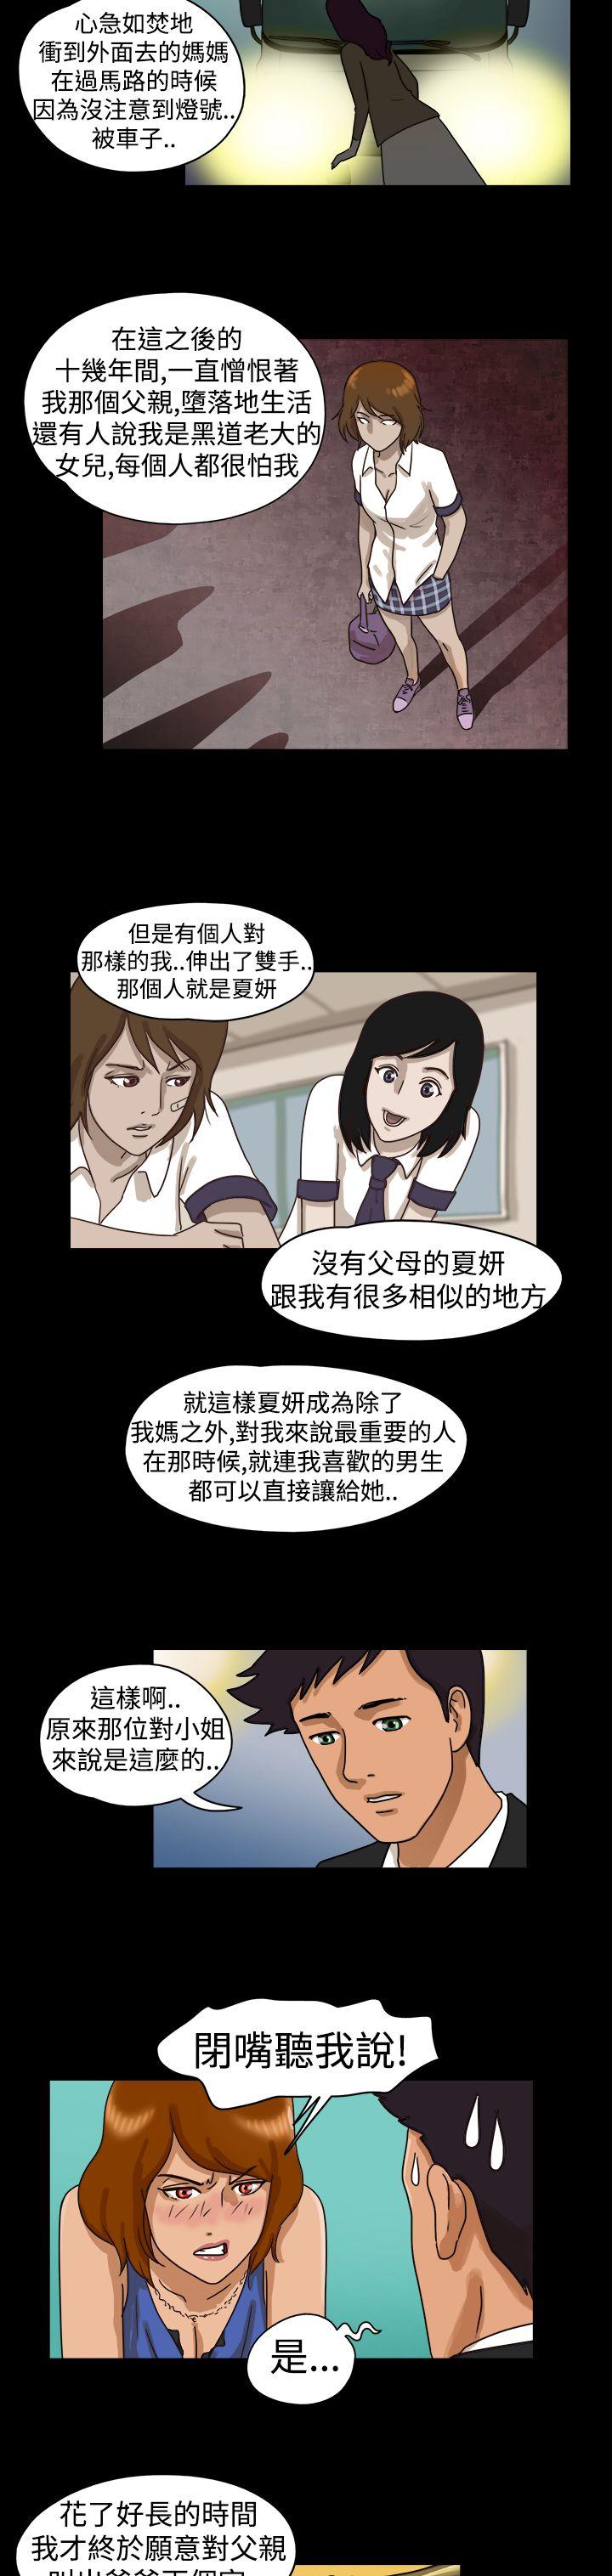 心急如焚地
衝到外面去的媽媽
在過馬路的時候
因為沒注意到燈號..
被車子..
在這之後的
十幾年間,一直憎恨著
我那個父親,墮落地生活
還有人說我是黑道老大的
女兒,每個人都很怕我
但是有個人對
那樣的我..伸出了雙手..
那個人就是夏妍
沒有父母的夏妍
跟我有很多相似的地方
就這樣夏妍成為除了
我媽之外,對我來說最重要的人
在那時候,就連我喜歡的男生
都可以直接讓給她..
這樣啊..
原來那位對小姐
來說是這麼的..
閉嘴聽我說!
是...
花了好長的時間
我才終於願意對父親